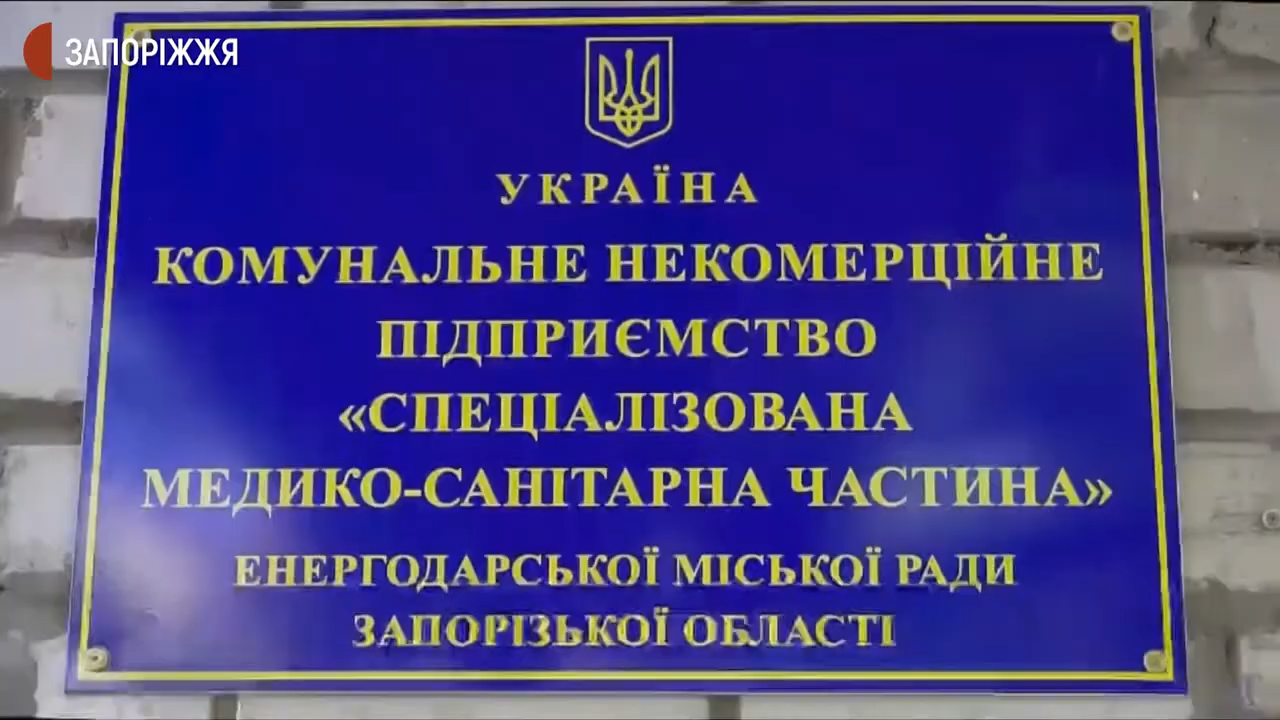 ЗАПОРІЖЖЯ
УКРАЇНА
КОМУНАЛЬНЕ НЕКОМЕРЦІЙНЕ
ПІДПРИЄМСТВО
«СПЕЦІАЛІЗОВАНА
МЕДИКО-САНІТАРНА ЧАСТИНА»
ЕНЕРГОДАРСЬКОЇ МІСЬКОЇ РАДИ
ЗАПОРІЗЬКОЇ ОБЛАСТІ